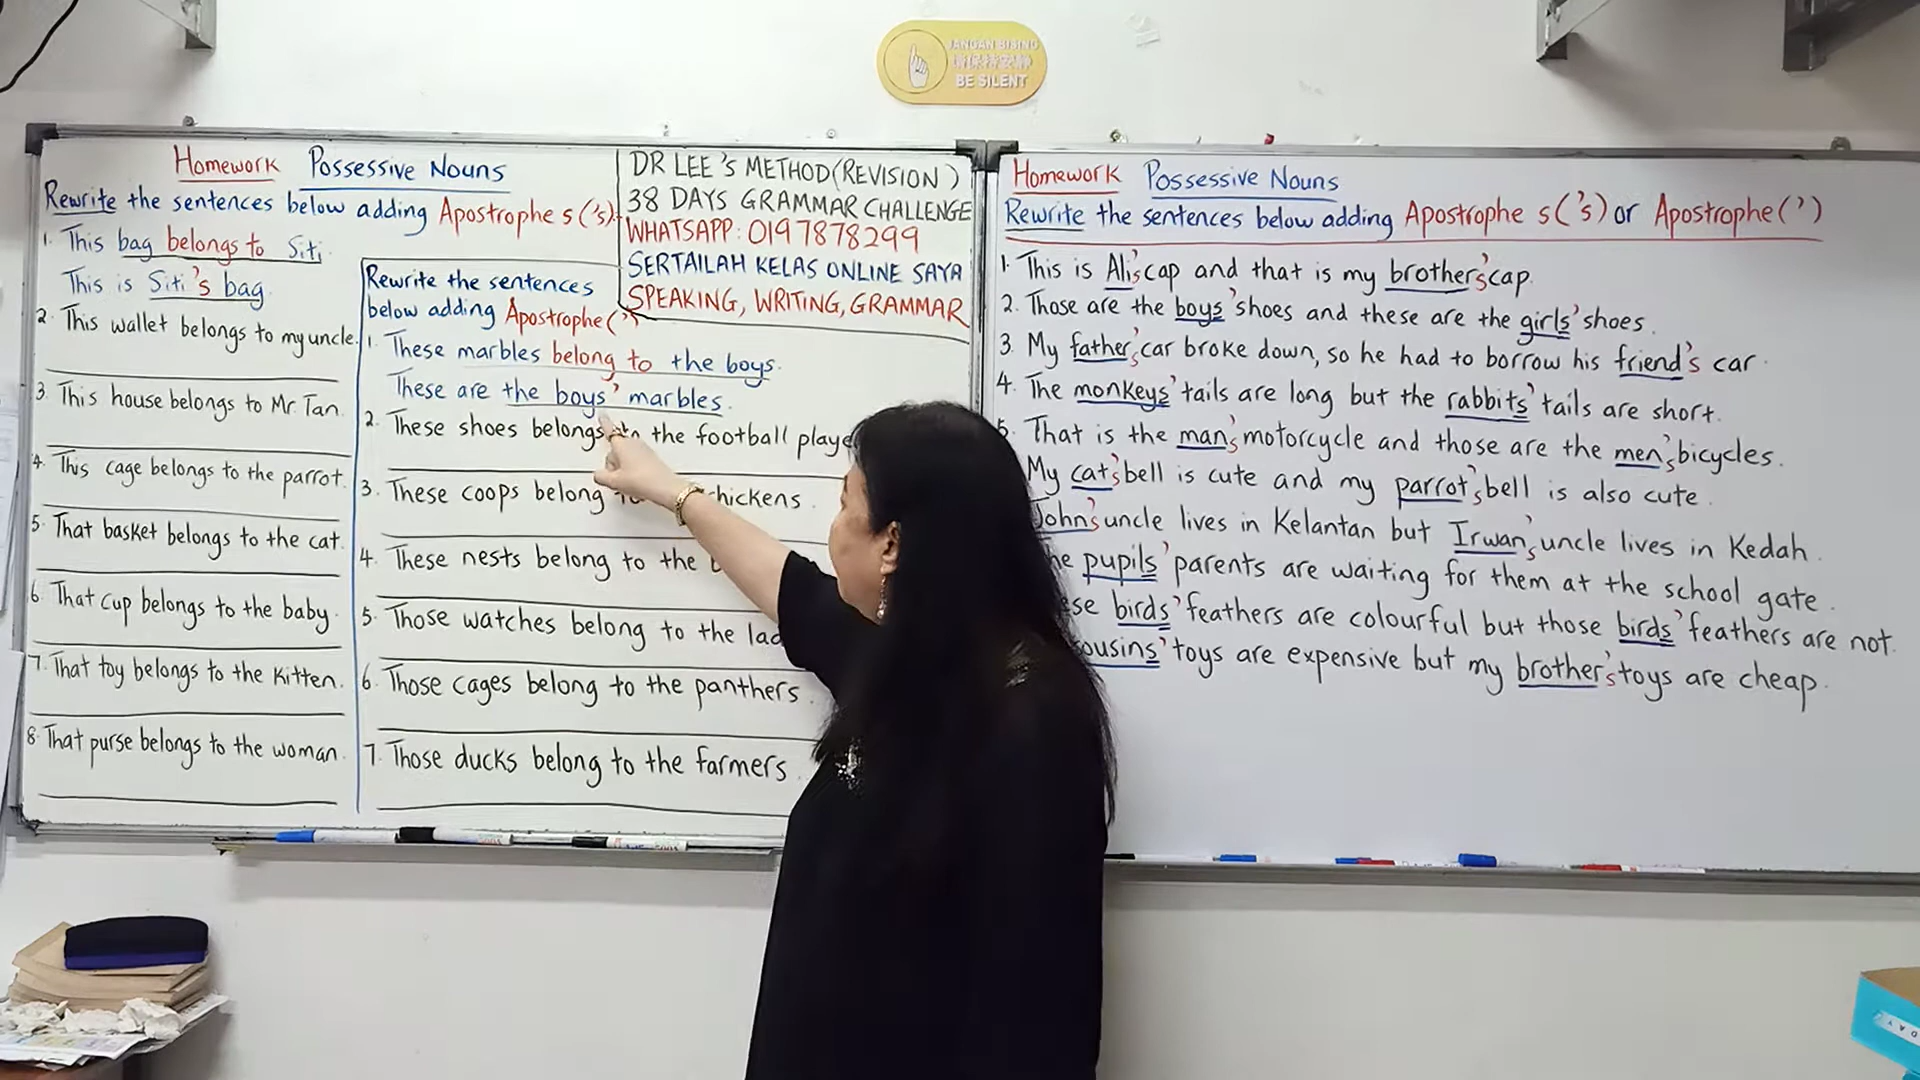 JANGAN BISING
BE SILENT
Homework Possessive Nouns
Rewrite the sentences below adding Apostrophe s ('s).
1. This bag belongs to Siti
This is Siti's bag.
2. This wallet belongs to my uncle.
3. This house belongs to Mr. Tan.
4. This cage belongs to the parrot.
5. That basket belongs to the cat.
6. That cup belongs to the baby.
7. That toy belongs to the kitten.
8. That purse belongs to the woman.
Rewrite the sentences
below adding Apostrophe(')
1. These marbles belong to the boys.
These are the boys' marbles.
2. These shoes belongs to the football
3. These coops belong chickens.
4. These nests belong to the
5. Those watches belong to the
6. Those cages belong to the panthers.
7. Those ducks belong to the farmers.
DR LEE'S METHOD (REVISION)
38 DAYS GRAMMAR CHALLENGE
WHATSAPP: 0197878299
SERTAILAH KELAS ONLINE SAYA
SPEAKING, WRITING, GRAMMAR
Homework Possessive Nouns
Rewrite the sentences below adding Apostrophe s ('s) or Apostrophe (')
1. This is Ali's cap and that is my brother's cap.
2. Those are the boys' shoes and these are the girls' shoes.
3. My father's car broke down, so he had to borrow his friend's car.
4. The monkeys' tails are long but the rabbits' tails are short.
5. That is the man's motorcycle and those are the men's bicycles.
My cat's bell is cute and my parrot's bell is also cute.
John's uncle lives in Kelantan but Irwan's uncle lives in Kedah.
pupils' parents are waiting for them at the school gate.
birds' feathers are colourful but those birds' feathers are not.
toys are expensive but my brother's toys are cheap.